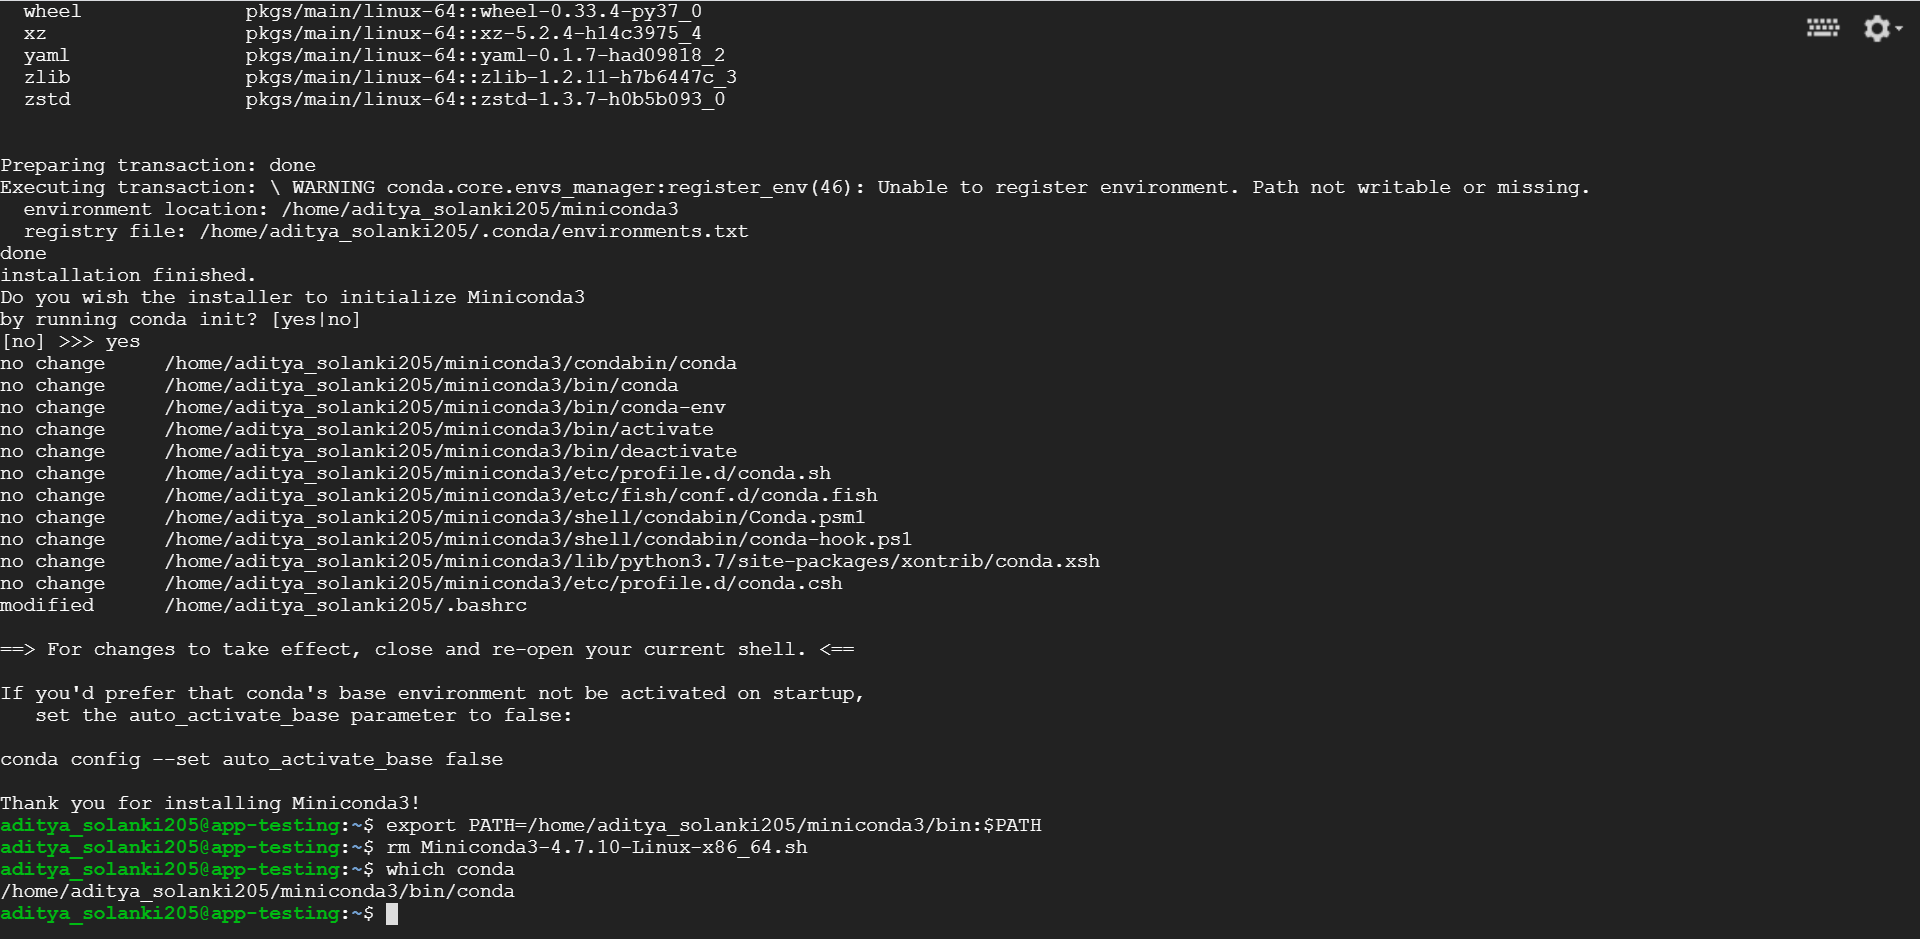 wheel              pkgs/main/linux-64::wheel-0.33.4-py37_0
  xz                 pkgs/main/linux-64::xz-5.2.4-h14c3975_4
  yaml               pkgs/main/linux-64::yaml-0.1.7-had09818_2
  zlib               pkgs/main/linux-64::zlib-1.2.11-h7b6447c_3
  zstd               pkgs/main/linux-64::zstd-1.3.7-h0b5b093_0


Preparing transaction: done
Executing transaction: \ WARNING conda.core.envs_manager:register_env(46): Unable to register environment. Path not writable or missing.
  environment location: /home/aditya_solanki205/miniconda3
  registry file: /home/aditya_solanki205/.conda/environments.txt
done
installation finished.
Do you wish the installer to initialize Miniconda3
by running conda init? [yes|no]
[no] >>> yes
no change     /home/aditya_solanki205/miniconda3/condabin/conda
no change     /home/aditya_solanki205/miniconda3/bin/conda
no change     /home/aditya_solanki205/miniconda3/bin/conda-env
no change     /home/aditya_solanki205/miniconda3/bin/activate
no change     /home/aditya_solanki205/miniconda3/bin/deactivate
no change     /home/aditya_solanki205/miniconda3/etc/profile.d/conda.sh
no change     /home/aditya_solanki205/miniconda3/etc/fish/conf.d/conda.fish
no change     /home/aditya_solanki205/miniconda3/shell/condabin/Conda.psm1
no change     /home/aditya_solanki205/miniconda3/shell/condabin/conda-hook.ps1
no change     /home/aditya_solanki205/miniconda3/lib/python3.7/site-packages/xontrib/conda.xsh
no change     /home/aditya_solanki205/miniconda3/etc/profile.d/conda.csh
modified      /home/aditya_solanki205/.bashrc

==> For changes to take effect, close and re-open your current shell. <==

If you'd prefer that conda's base environment not be activated on startup,
   set the auto_activate_base parameter to false:

conda config --set auto_activate_base false

Thank you for installing Miniconda3!
aditya_solanki205@app-testing:~$ export PATH=/home/aditya_solanki205/miniconda3/bin:$PATH
aditya_solanki205@app-testing:~$ rm Miniconda3-4.7.10-Linux-x86_64.sh
aditya_solanki205@app-testing:~$ which conda
/home/aditya_solanki205/miniconda3/bin/conda
aditya_solanki205@app-testing:~$